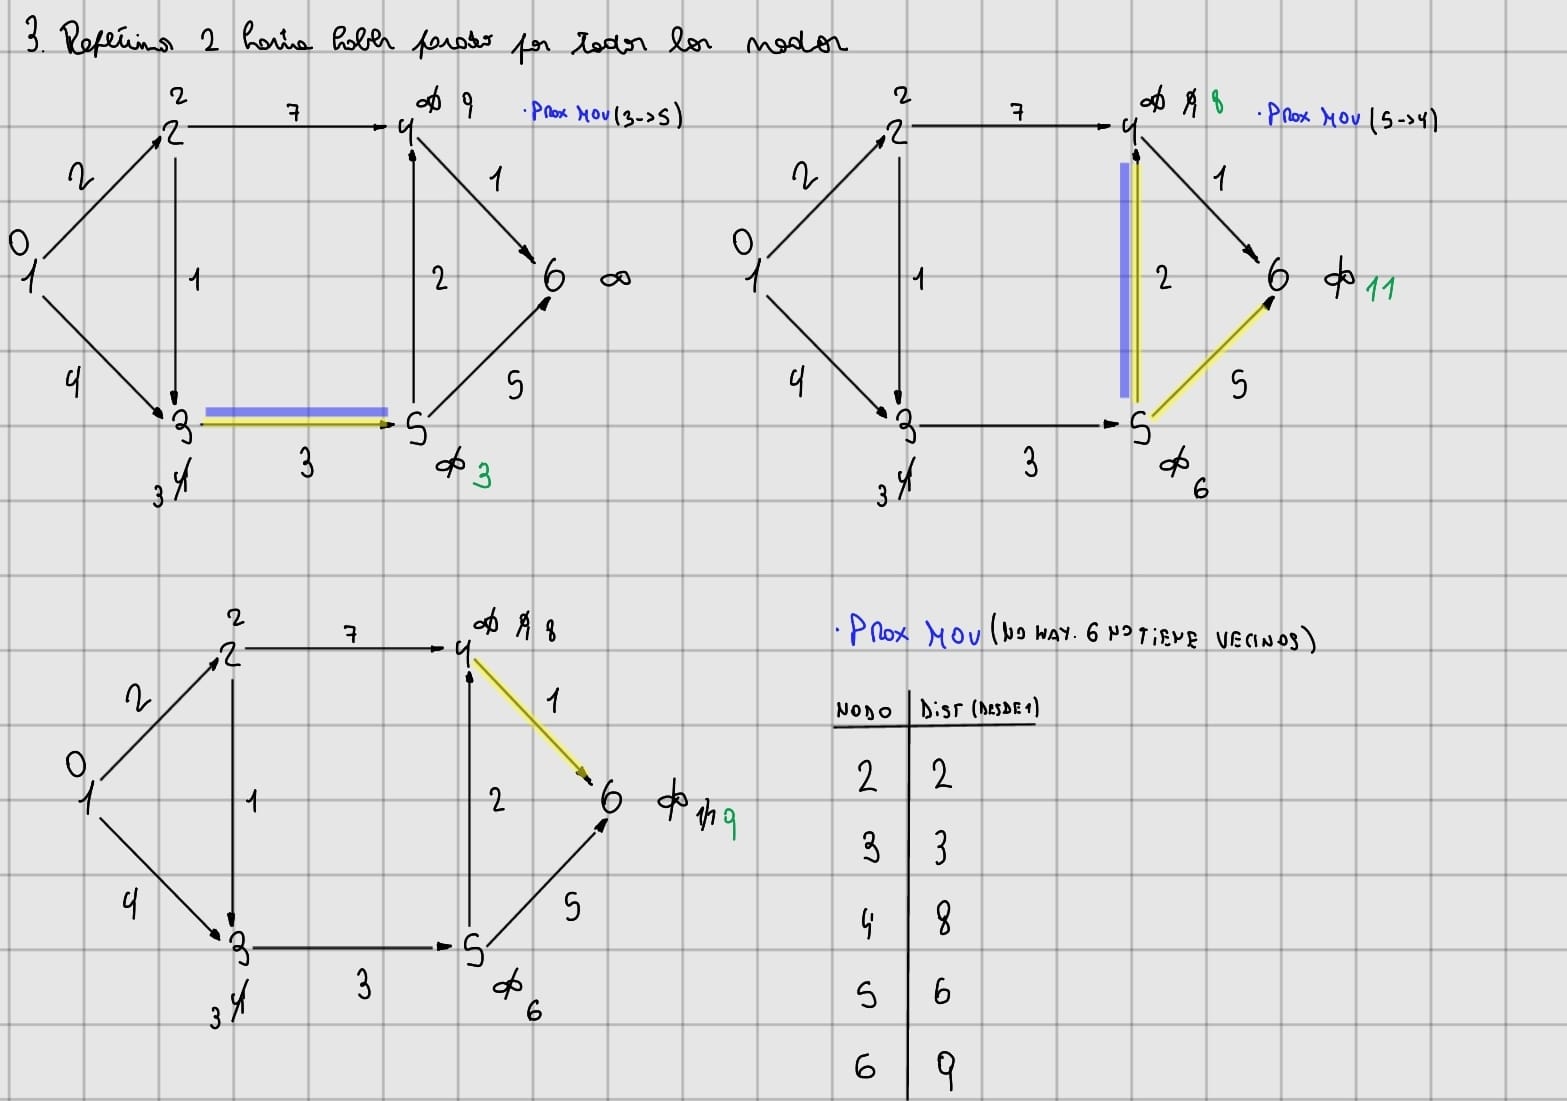 3. Repetimos 2 hasta haber pasado por todos los nodos
2 7 ∞ 9 · Prox Mov (3->5)
2 4
2 1
0
1 1 2 6 ∞
4 5
3 5
3 ∞ 3
3 4
2 7 ∞ 9 8 · Prox Mov (5->4)
2 4
2 1
0
1 1 2 6 ∞ 11
4 5
3 5
3 ∞
3 4 6
2 7 ∞ 9 8
2 4
2 1
0
1 1 2 6 ∞ 11 9
4 5
3 5
3 ∞
3 4 6
· Prox Mov (NO HAY. 6 NO TIENE VECINOS)
NODO DIST (DESDE 1)
2 2
3 3
4 8
5 6
6 9